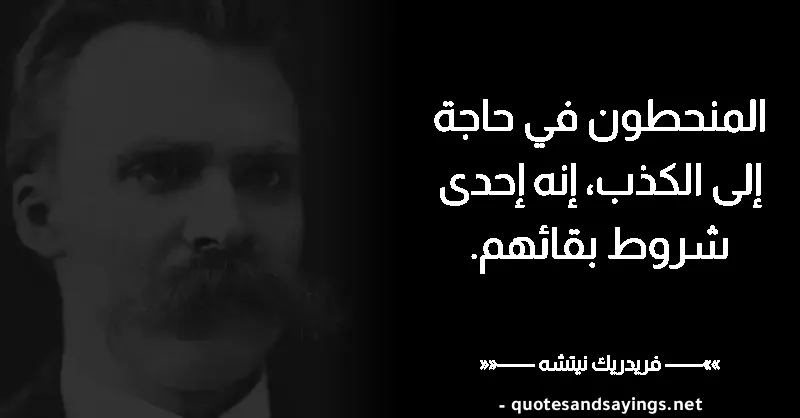 المنحطون في حاجة
إلى الكذب، إنه إحدى
شروط بقائهم.
»»—— فريدريك نيتشه ——««
- quotesandsayings.net